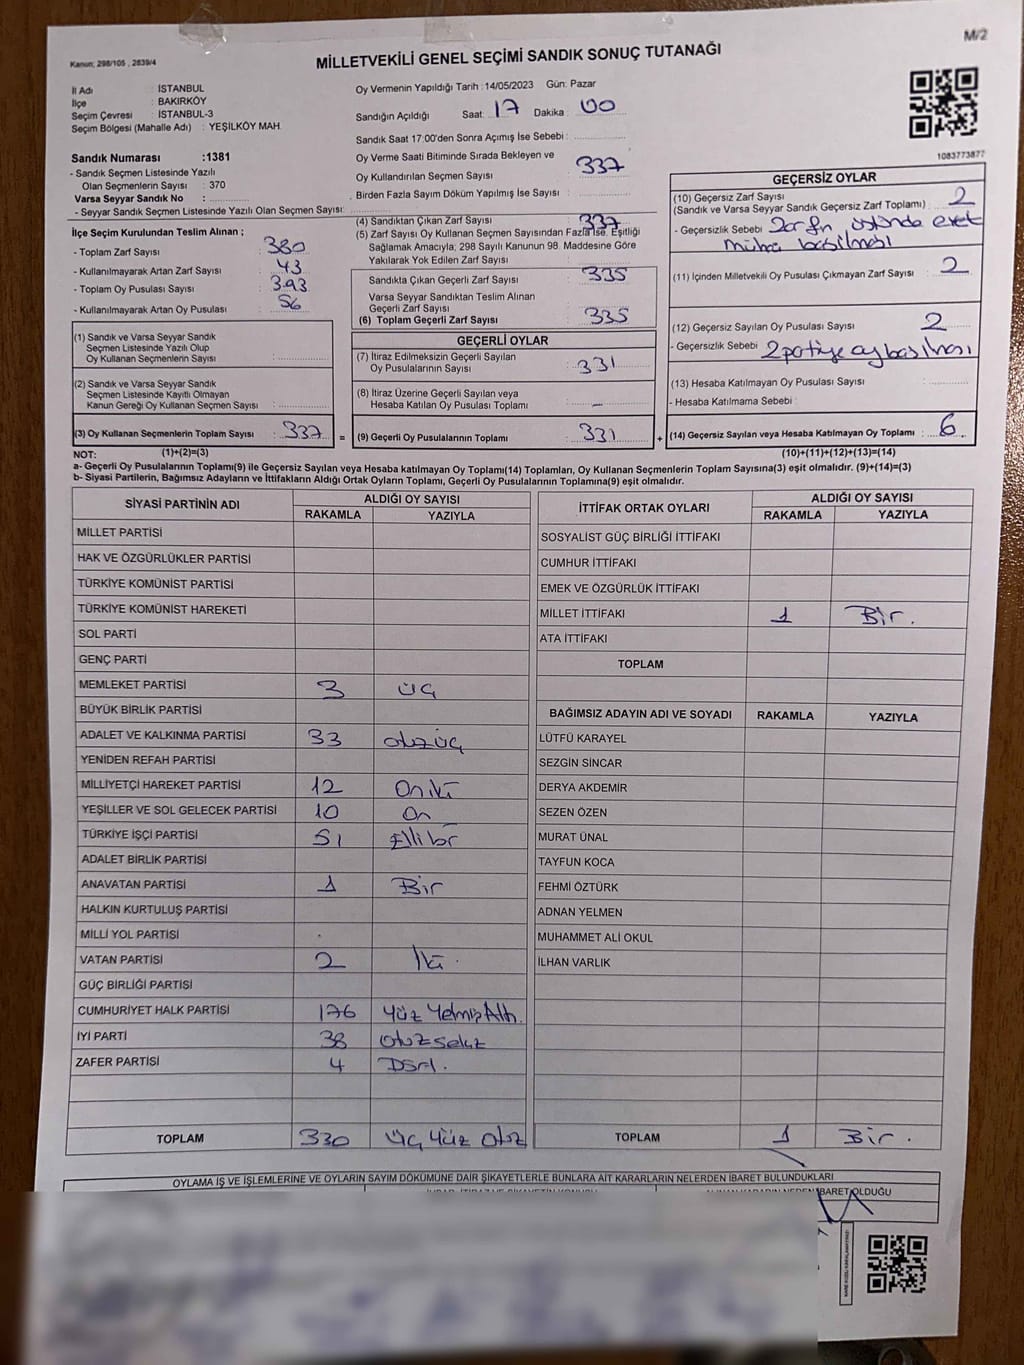 M/2
Kanun; 298/105 , 2839/4
MİLLETVEKİLİ GENEL SEÇİMİ SANDIK SONUÇ TUTANAĞI
İl Adı : İSTANBUL
İlçe : BAKIRKÖY
Seçim Çevresi : İSTANBUL-3
Seçim Bölgesi (Mahalle Adı) : YEŞİLKÖY MAH.
Sandık Numarası :1381
- Sandık Seçmen Listesinde Yazılı
Olan Seçmenlerin Sayısı : 370
Varsa Seyyar Sandık No :
- Seyyar Sandık Seçmen Listesinde Yazılı Olan Seçmen Sayısı:
İlçe Seçim Kurulundan Teslim Alınan ;
- Toplam Zarf Sayısı : 380
- Kullanılmayarak Artan Zarf Sayısı : 43
- Toplam Oy Pusulası Sayısı : 393
- Kullanılmayarak Artan Oy Pusulası : 56
Oy Vermenin Yapıldığı Tarih : 14/05/2023 Gün: Pazar
Sandığın Açıldığı Saat: 17 Dakika : 00
Sandık Saat 17:00'den Sonra Açımış İse Sebebi :
Oy Verme Saati Bitiminde Sırada Bekleyen ve
Oy Kullandırılan Seçmen Sayısı : 337
Birden Fazla Sayım Döküm Yapılmış İse Sayısı :
(4) Sandıktan Çıkan Zarf Sayısı : 337
(5) Zarf Sayısı Oy Kullanan Seçmen Sayısından Fazla ise, Eşitliği
Sağlamak Amacıyla; 298 Sayılı Kanunun 98. Maddesine Göre
Yakılarak Yok Edilen Zarf Sayısı :
Sandıkta Çıkan Geçerli Zarf Sayısı : 335
Varsa Seyyar Sandıktan Teslim Alınan
Geçerli Zarf Sayısı :
(6) Toplam Geçerli Zarf Sayısı : 335
1083773877
GEÇERSİZ OYLAR
(10) Geçersiz Zarf Sayısı
(Sandık ve Varsa Seyyar Sandık Geçersiz Zarf Toplamı) : 2
- Geçersizlik Sebebi : Zarfın üstünde evet
mührü basılması
(11) İçinden Milletvekili Oy Pusulası Çıkmayan Zarf Sayısı : 2
(12) Geçersiz Sayılan Oy Pusulası Sayısı : 2
- Geçersizlik Sebebi : 2 partiye oy basılması
(13) Hesaba Katılmayan Oy Pusulası Sayısı :
- Hesaba Katılmama Sebebi :
(1) Sandık ve Varsa Seyyar Sandık
Seçmen Listesinde Yazılı Olup
Oy Kullanan Seçmenlerin Sayısı :
(2) Sandık ve Varsa Seyyar Sandık
Seçmen Listesinde Kayıtlı Olmayan
Kanun Gereği Oy Kullanan Seçmen Sayısı :
GEÇERLİ OYLAR
(7) İtiraz Edilmeksizin Geçerli Sayılan
Oy Pusulalarının Sayısı : 331
(8) İtiraz Üzerine Geçerli Sayılan veya
Hesaba Katılan Oy Pusulası Toplamı : –
(3) Oy Kullanan Seçmenlerin Toplam Sayısı : 337 = (9) Geçerli Oy Pusulalarının Toplamı : 331 + (14) Geçersiz Sayılan veya Hesaba Katılmayan Oy Toplamı : 6
NOT: (1)+(2)=(3) (10)+(11)+(12)+(13)=(14)
a- Geçerli Oy Pusulalarının Toplamı(9) ile Geçersiz Sayılan veya Hesaba katılmayan Oy Toplamı(14) Toplamları, Oy Kullanan Seçmenlerin Toplam Sayısına(3) eşit olmalıdır. (9)+(14)=(3)
b- Siyasi Partilerin, Bağımsız Adayların ve İttifakların Aldığı Ortak Oyların Toplamı, Geçerli Oy Pusulalarının Toplamına(9) eşit olmalıdır.
SİYASİ PARTİNİN ADI ALDIĞI OY SAYISI
RAKAMLA YAZIYLA
MİLLET PARTİSİ
HAK VE ÖZGÜRLÜKLER PARTİSİ
TÜRKİYE KOMÜNİST PARTİSİ
TÜRKİYE KOMÜNİST HAREKETİ
SOL PARTİ
GENÇ PARTİ
MEMLEKET PARTİSİ 3 üç
BÜYÜK BİRLİK PARTİSİ
ADALET VE KALKINMA PARTİSİ 33 otuzüç
YENİDEN REFAH PARTİSİ
MİLLİYETÇİ HAREKET PARTİSİ 12 Oniki
YEŞİLLER VE SOL GELECEK PARTİSİ 10 On
TÜRKİYE İŞÇİ PARTİSİ 51 Ellibir
ADALET BİRLİK PARTİSİ
ANAVATAN PARTİSİ 1 Bir
HALKIN KURTULUŞ PARTİSİ
MİLLİ YOL PARTİSİ
VATAN PARTİSİ 2 İki
GÜÇ BİRLİĞİ PARTİSİ
CUMHURİYET HALK PARTİSİ 176 Yüz Yetmiş Altı
İYİ PARTİ 38 Otuz sekiz
ZAFER PARTİSİ 4 Dört.
TOPLAM 330 Üç Yüz Otuz
İTTİFAK ORTAK OYLARI ALDIĞI OY SAYISI
RAKAMLA YAZIYLA
SOSYALİST GÜÇ BİRLİĞİ İTTİFAKI
CUMHUR İTTİFAKI
EMEK VE ÖZGÜRLÜK İTTİFAKI
MİLLET İTTİFAKI 1 Bir.
ATA İTTİFAKI
TOPLAM
BAĞIMSIZ ADAYIN ADI VE SOYADI RAKAMLA YAZIYLA
LÜTFÜ KARAYEL
SEZGİN SİNCAR
DERYA AKDEMİR
SEZEN ÖZEN
MURAT ÜNAL
TAYFUN KOCA
FEHMİ ÖZTÜRK
ADNAN YELMEN
MUHAMMET ALİ OKUL
İLHAN VARLIK
TOPLAM 1 Bir.
OYLAMA İŞ VE İŞLEMLERİNE VE OYLARIN SAYIM DÖKÜMÜNE DAİR ŞİKAYETLERLE BUNLARA AİT KARARLARIN NELERDEN İBARET BULUNDUKLARI
İBARET OLDUĞU